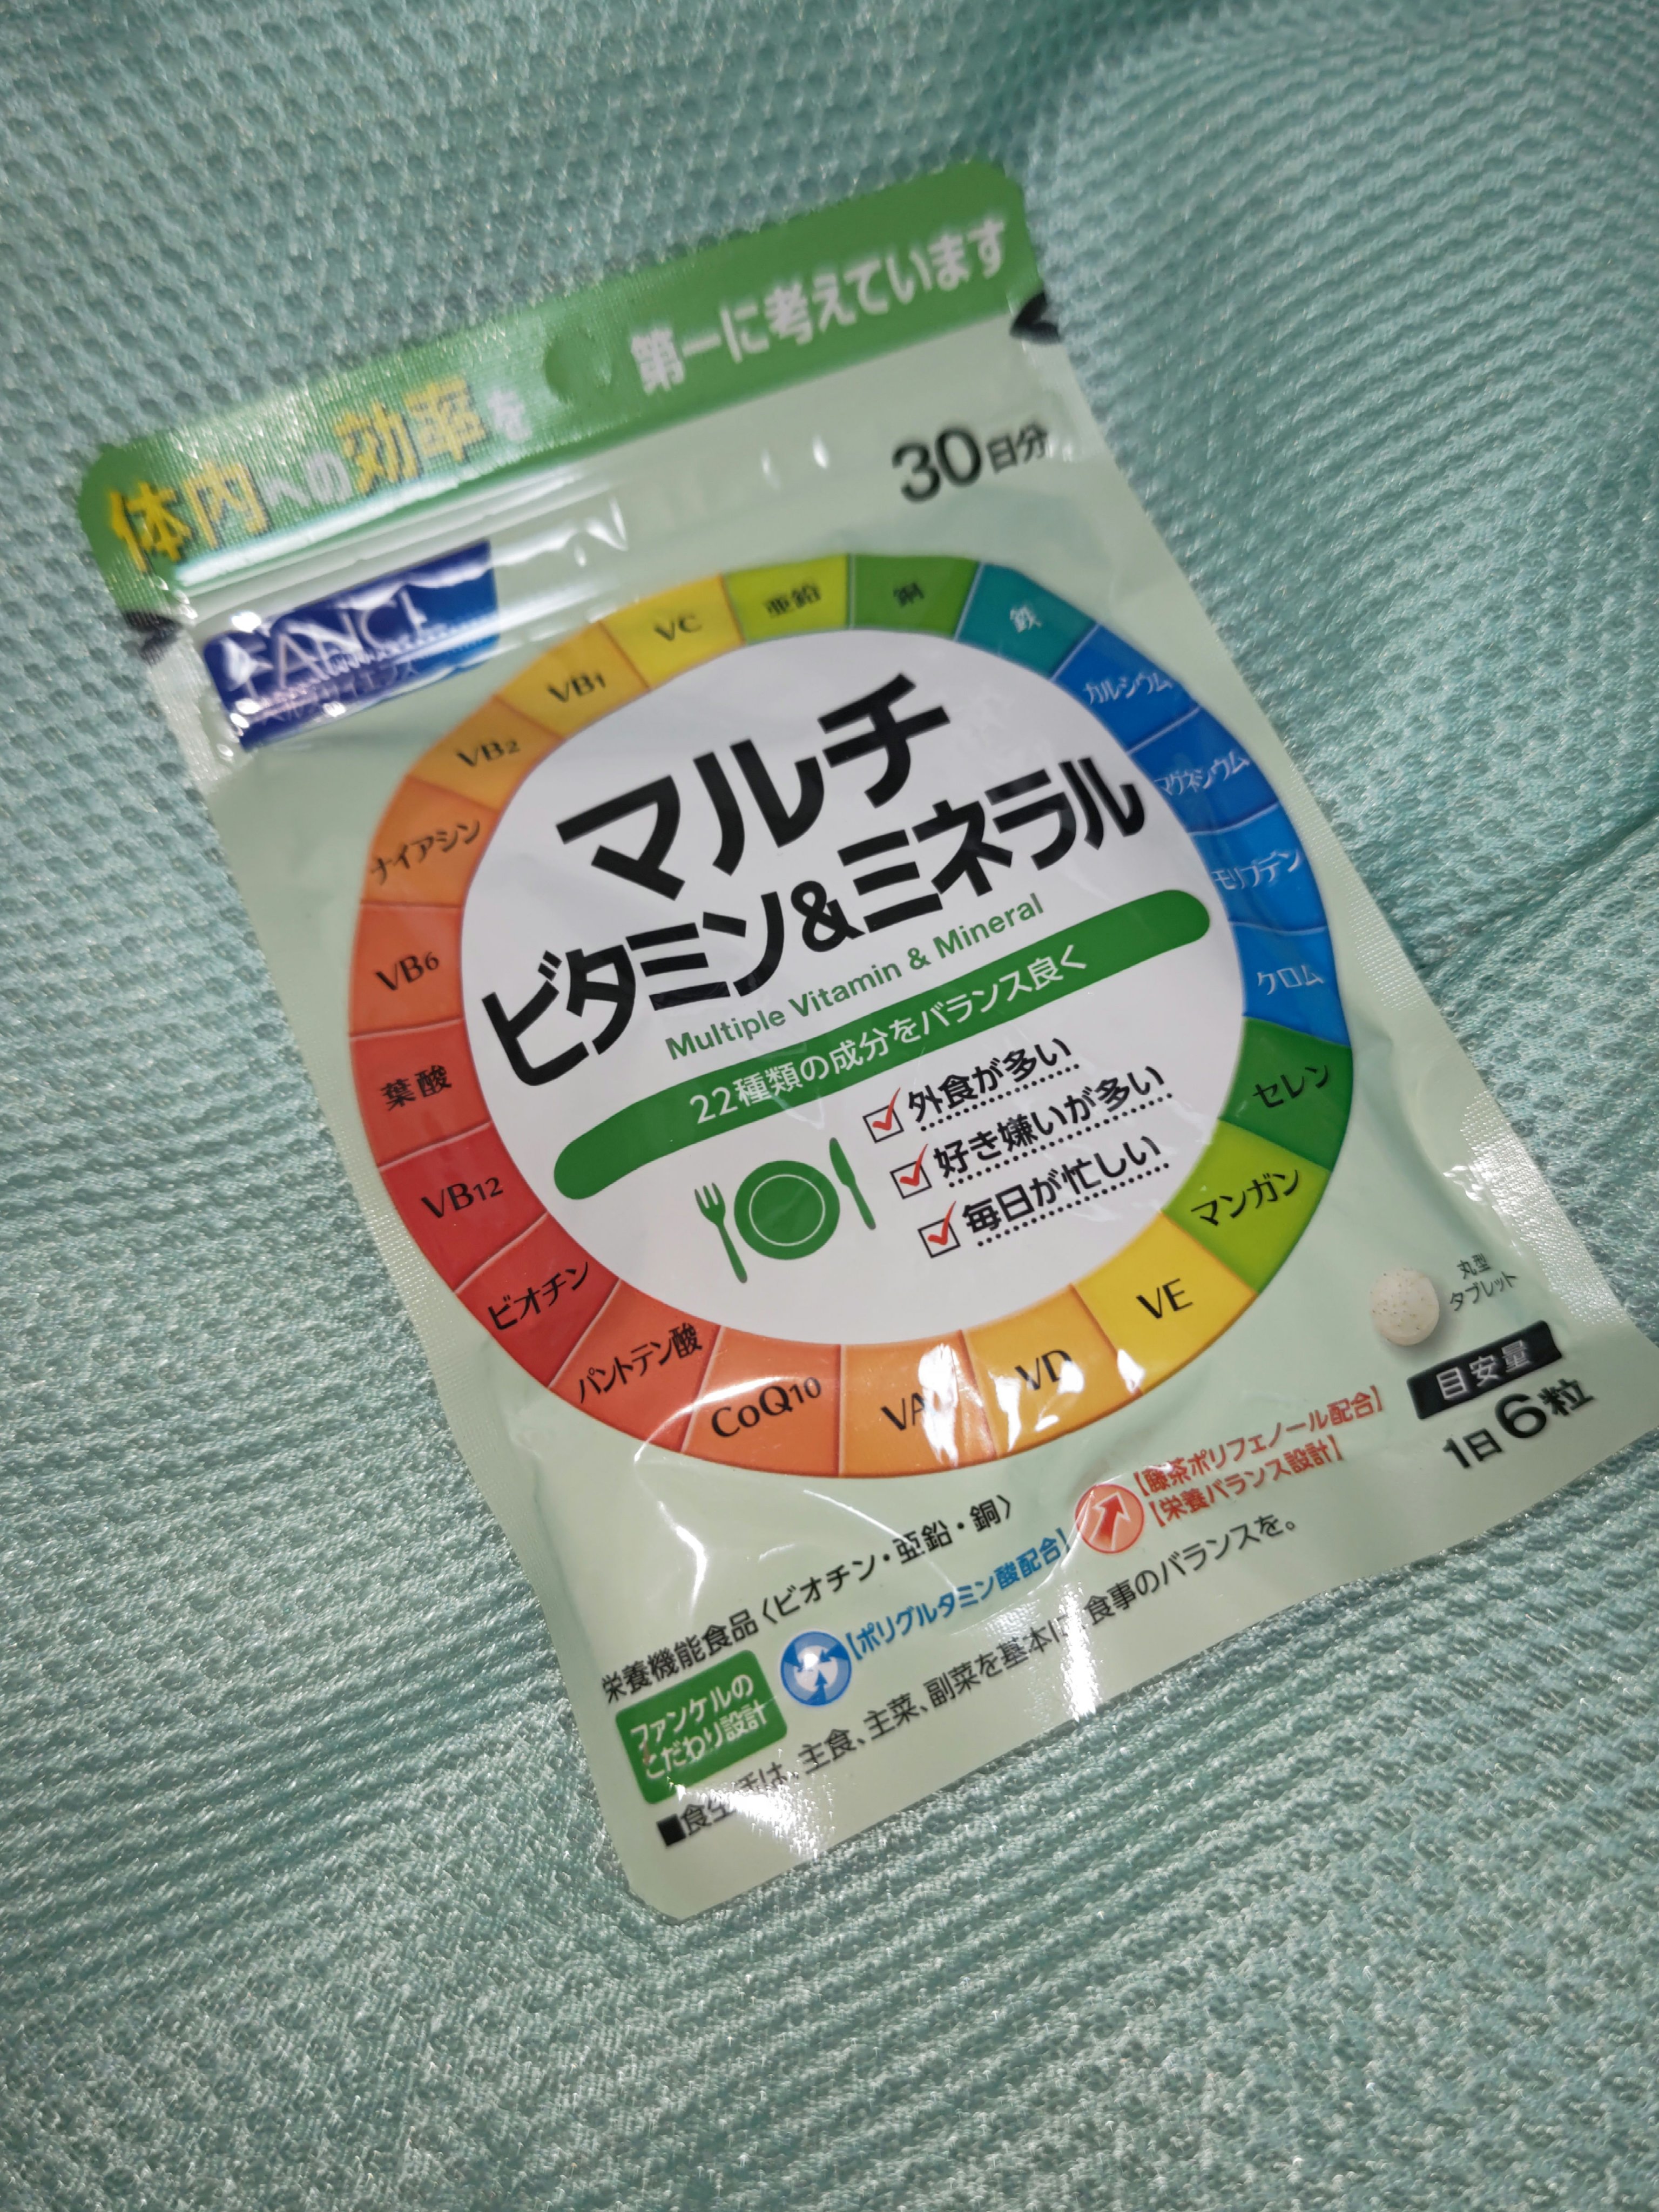 体内への効率を 第一に考えています
30日分
FANCL
亜鉛
銅
鉄
カルシウム
マグネシウム
モリブデン
クロム
セレン
マンガン
VE
VD
VA
CoQ10
パントテン酸
ビオチン
VB12
葉酸
VB6
ナイアシン
VB2
VB1
VC
マルチ
ビタミン&ミネラル
Multiple Vitamin & Mineral
22種類の成分をバランス良く
外食が多い
好き嫌いが多い
毎日が忙しい
丸型
タブレット
目安量
1日6粒
栄養機能食品〈ビオチン・亜鉛・銅〉
ファンケルの
こだわり設計
【ポリグルタミン酸配合】
【藤茶ポリフェノール配合】
【栄養バランス設計】
■食生活は、主食、主菜、副菜を基本に、食事のバランスを。